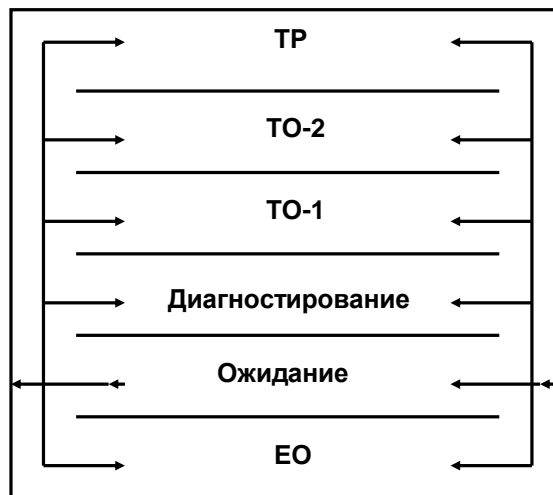 ТР
ТО-2
ТО-1
Диагностирование
Ожидание
ЕО